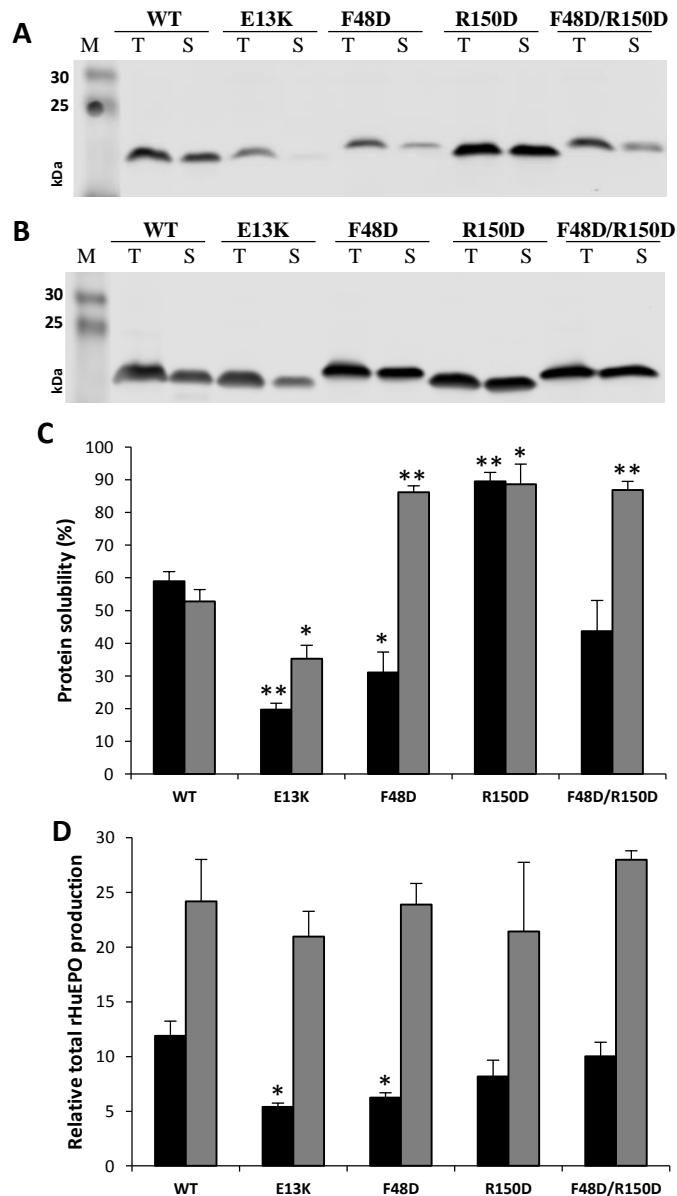 A
WT E13K F48D R150D F48D/R150D
M T S T S T S T S T S
30
25
kDa
B
WT E13K F48D R150D F48D/R150D
M T S T S T S T S T S
30
25
kDa
C
Protein solubility (%)
100
90
80
70
60
50
40
30
20
10
0
** * * ** ** * **
WT E13K F48D R150D F48D/R150D
D
Relative total rHuEPO production
30
25
20
15
10
5
0
* *
WT E13K F48D R150D F48D/R150D